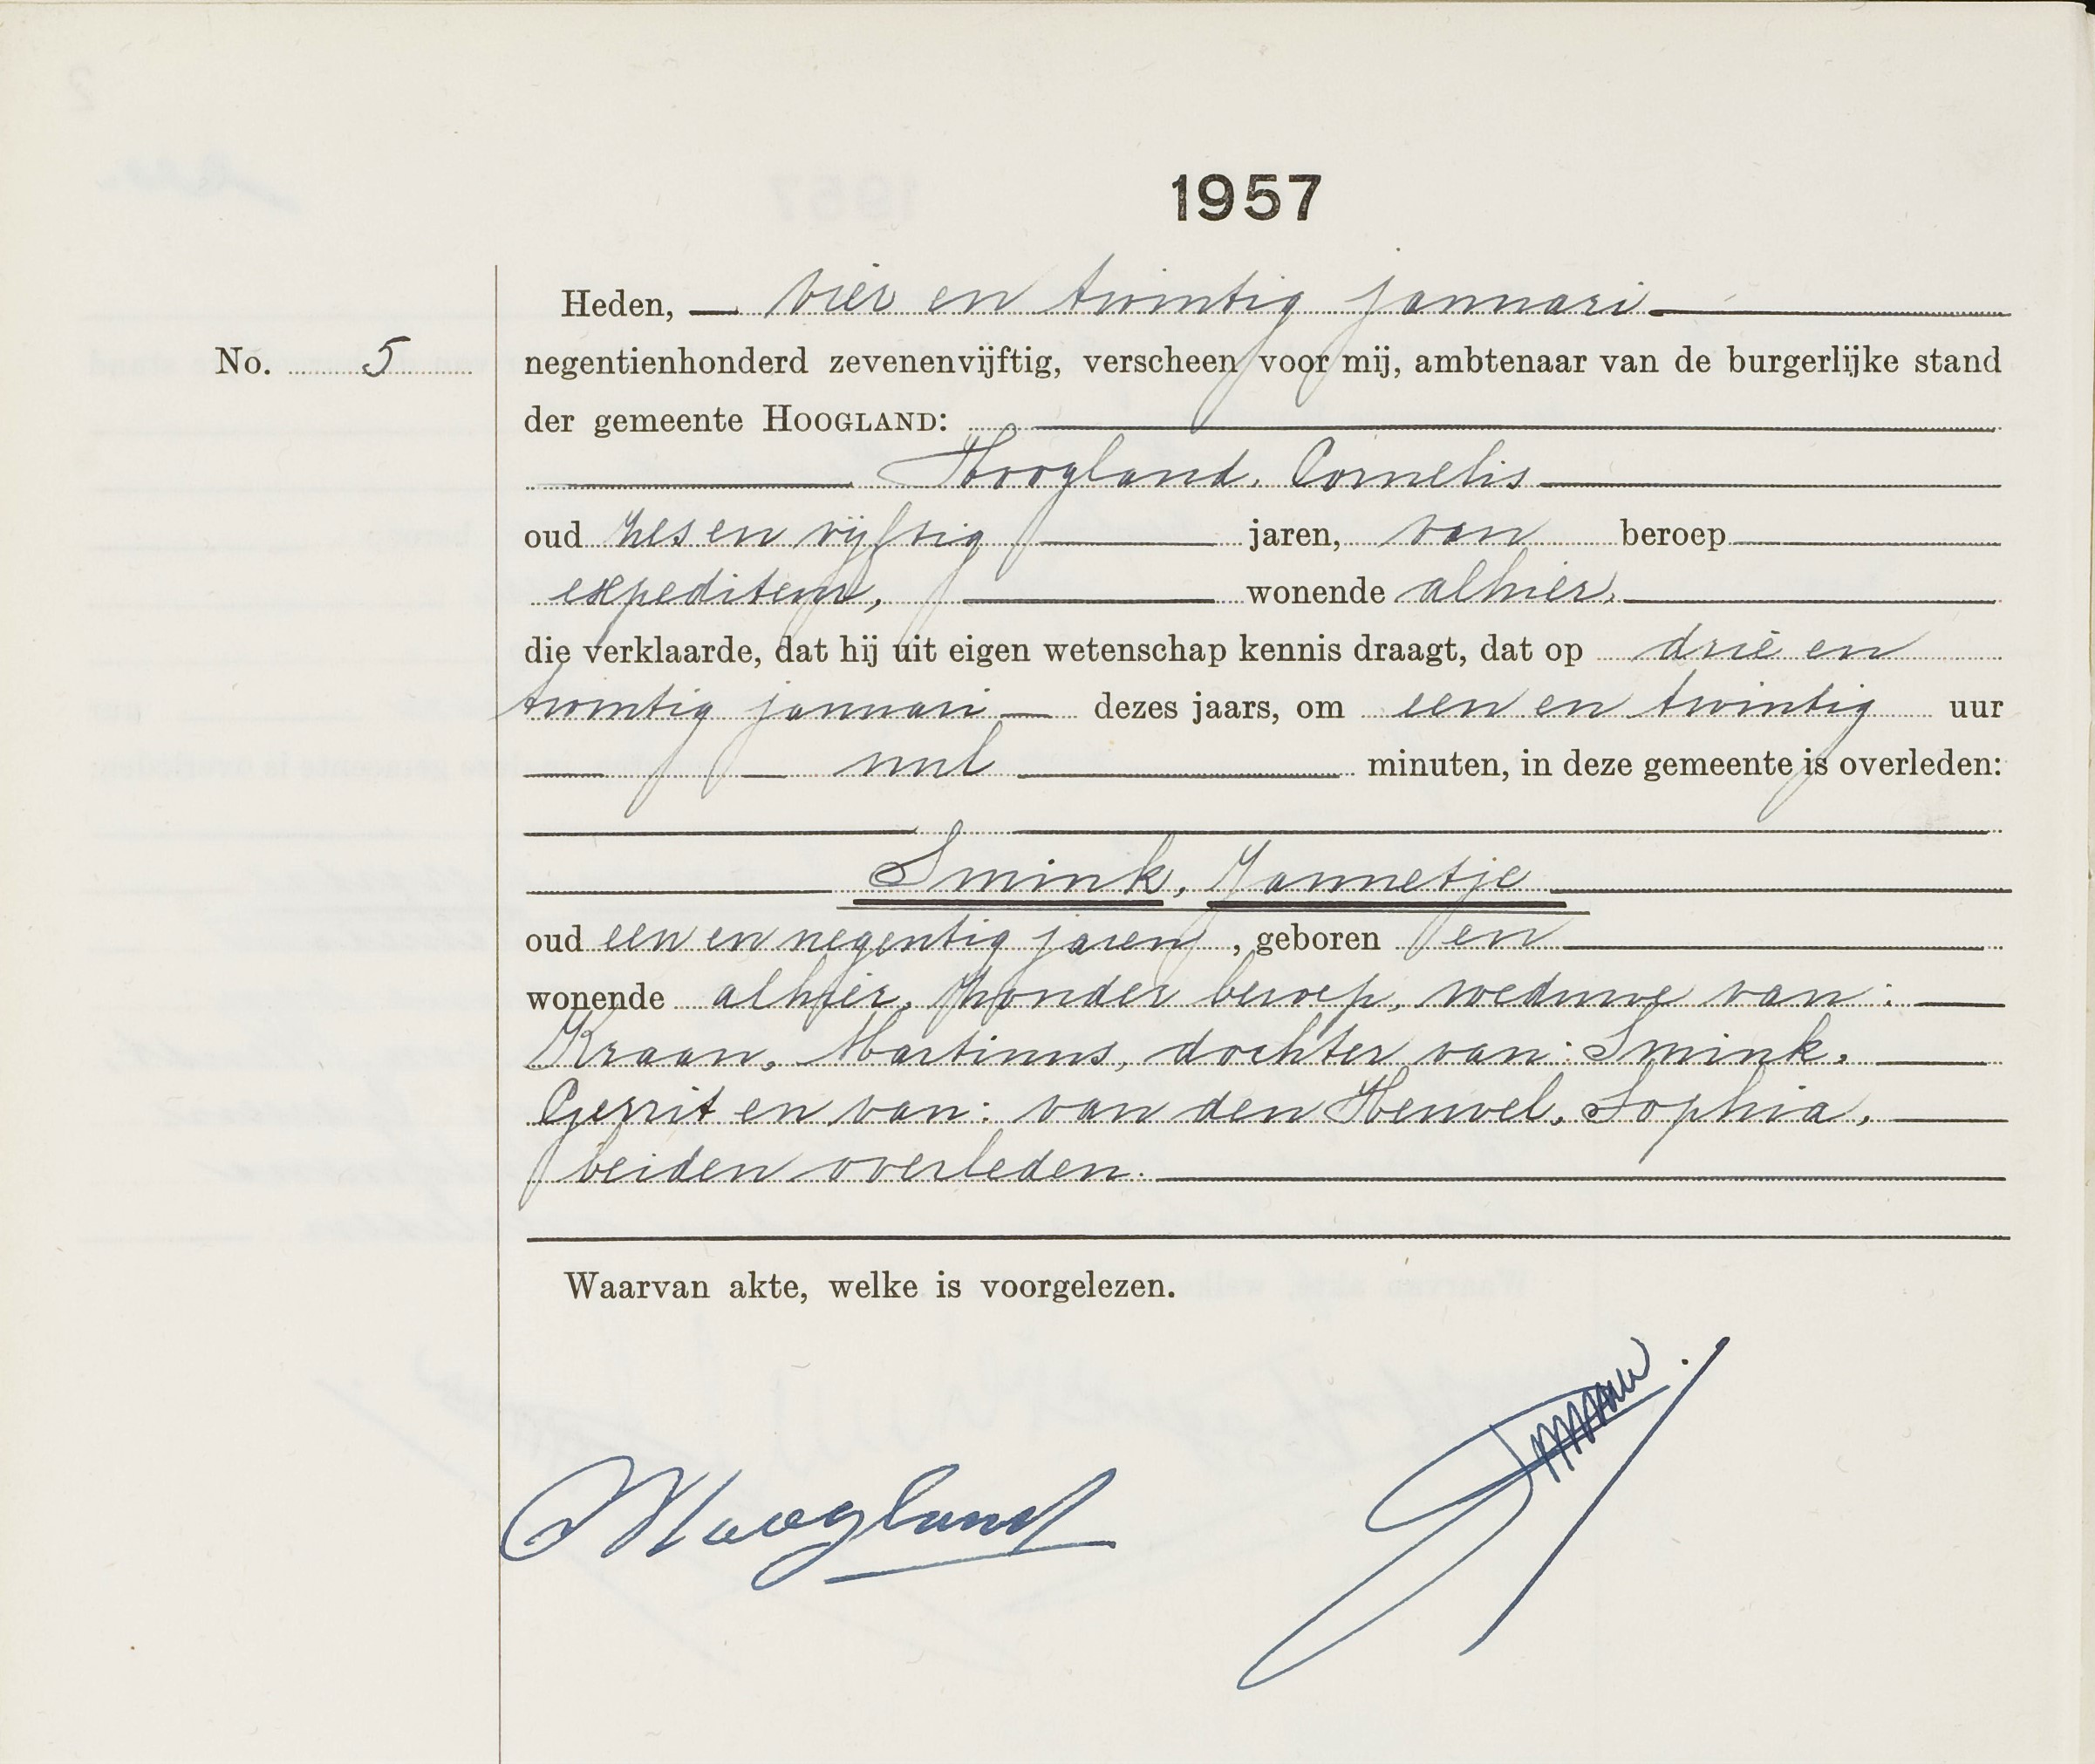 1957
Heden, vier en twintig januari
No. 5 negentienhonderd zevenenvijftig, verscheen voor mij, ambtenaar van de burgerlijke stand
der gemeente HOOGLAND:
Hoogland, Cornelis
oud zes en vijftig jaren, van beroep
expediteur, wonende alhier,
die verklaarde, dat hij uit eigen wetenschap kennis draagt, dat op drie en
twintig januari dezes jaars, om een en twintig uur
nul minuten, in deze gemeente is overleden:
Smink, Jannetje
oud een en negentig jaren, geboren en
wonende alhier, zonder beroep, weduwe van:
Kraan, Martinus, dochter van: Smink,
Gerrit en van: van den Heuvel, Sophia,
beiden overleden.
Waarvan akte, welke is voorgelezen.
Hoogland